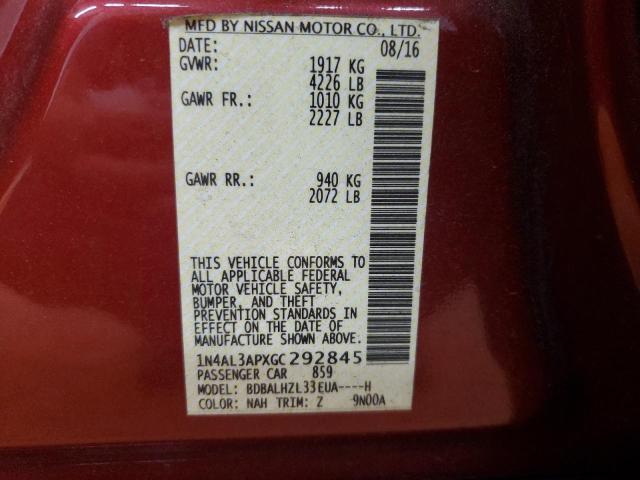 MFD BY NISSAN MOTOR CO., LTD.
DATE: 08/16
GVWR: 1917 KG
4226 LB
GAWR FR.: 1010 KG
2227 LB
GAWR RR.: 940 KG
2072 LB
THIS VEHICLE CONFORMS TO
ALL APPLICABLE FEDERAL
MOTOR VEHICLE SAFETY,
BUMPER, AND THEFT
PREVENTION STANDARDS IN
EFFECT ON THE DATE OF
MANUFACTURE SHOWN ABOVE.
1N4AL3APXGC292845
PASSENGER CAR 859
MODEL: BDBALHZL33EUA----H
COLOR: NAH TRIM: Z 9N00A